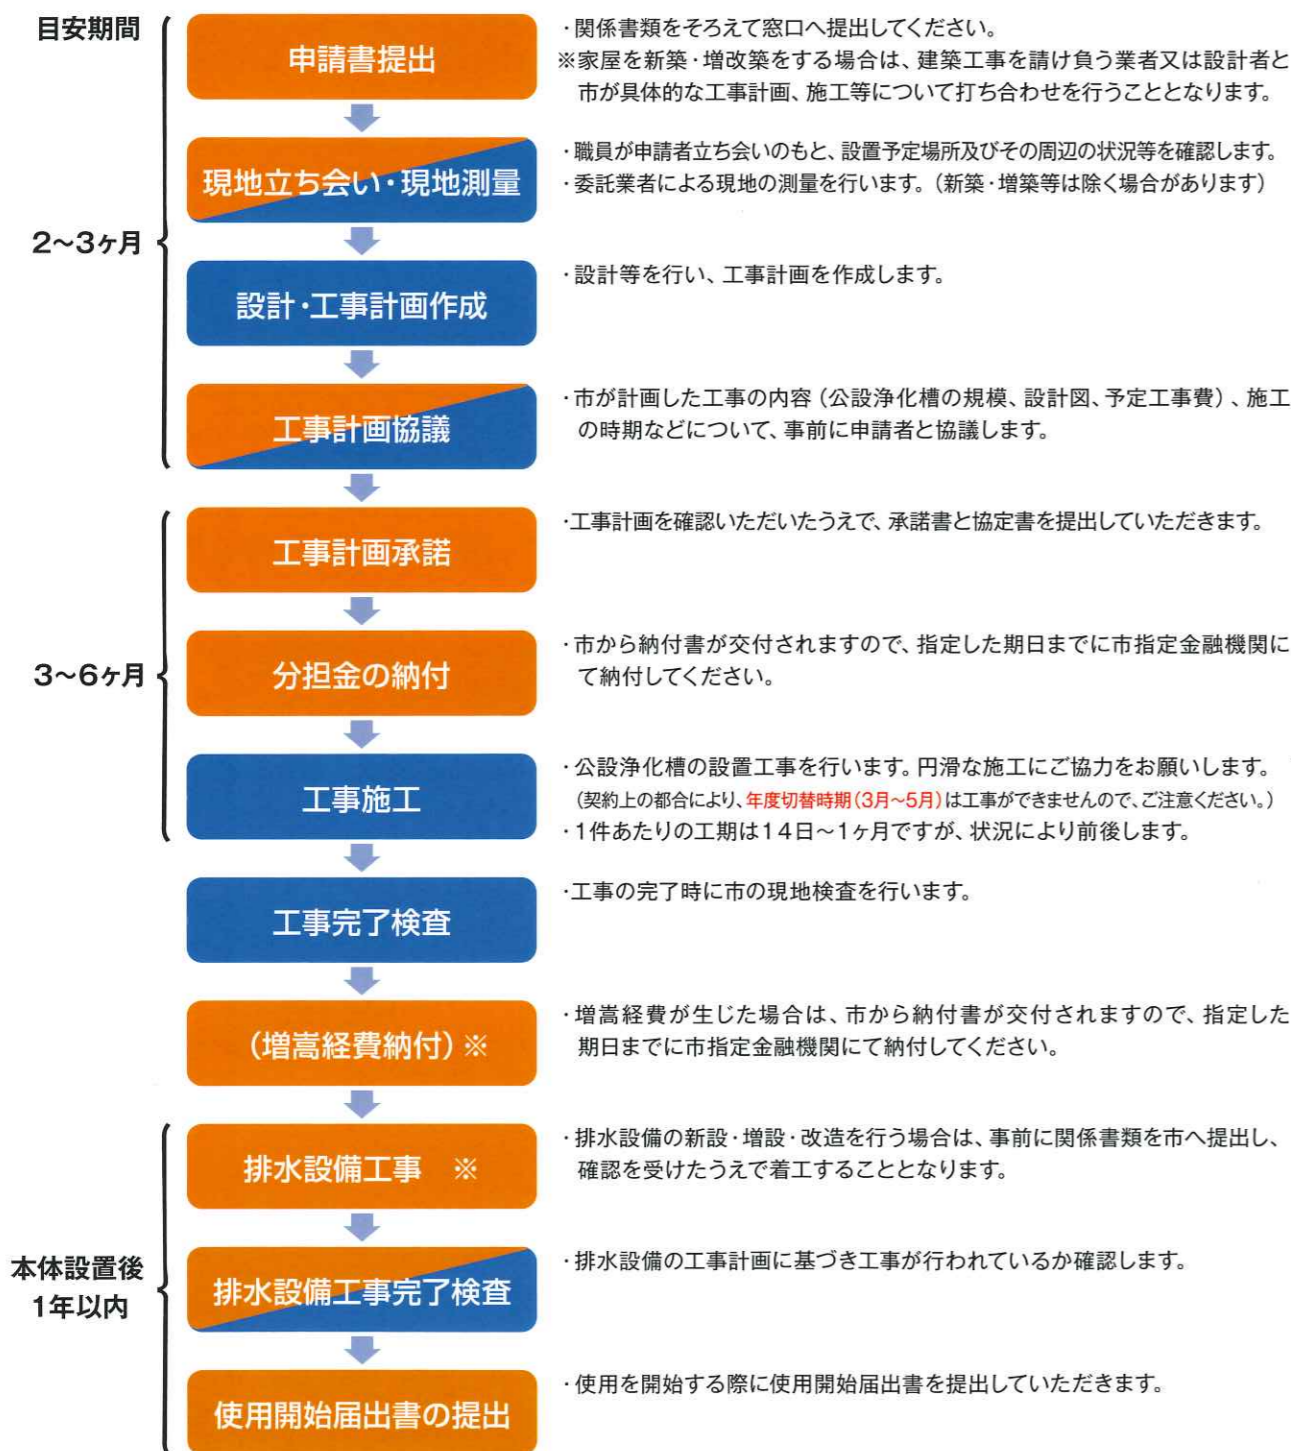 目安期間
申請書提出
・関係書類をそろえて窓口へ提出してください。
※家屋を新築・増改築をする場合は、建築工事を請け負う業者又は設計者と
市が具体的な工事計画、施工等について打ち合わせを行うこととなります。
2〜3ヶ月
現地立ち会い・現地測量
・職員が申請者立ち会いのもと、設置予定場所及びその周辺の状況等を確認します。
・委託業者による現地の測量を行います。（新築・増築等は除く場合があります）
設計・工事計画作成
・設計等を行い、工事計画を作成します。
工事計画協議
・市が計画した工事の内容（公設浄化槽の規模、設計図、予定工事費）、施工
の時期などについて、事前に申請者と協議します。
3〜6ヶ月
工事計画承諾
・工事計画を確認いただいたうえで、承諾書と協定書を提出していただきます。
分担金の納付
・市から納付書が交付されますので、指定した期日までに市指定金融機関に
て納付してください。
工事施工
・公設浄化槽の設置工事を行います。円滑な施工にご協力をお願いします。
（契約上の都合により、年度切替時期（3月〜5月）は工事ができませんので、ご注意ください。）
・1件あたりの工期は14日〜1ヶ月ですが、状況により前後します。
工事完了検査
・工事の完了時に市の現地検査を行います。
（増嵩経費納付）※
・増嵩経費が生じた場合は、市から納付書が交付されますので、指定した
期日までに市指定金融機関にて納付してください。
本体設置後
1年以内
排水設備工事　※
・排水設備の新設・増設・改造を行う場合は、事前に関係書類を市へ提出し、
確認を受けたうえで着工することとなります。
排水設備工事完了検査
・排水設備の工事計画に基づき工事が行われているか確認します。
使用開始届出書の提出
・使用を開始する際に使用開始届出書を提出していただきます。